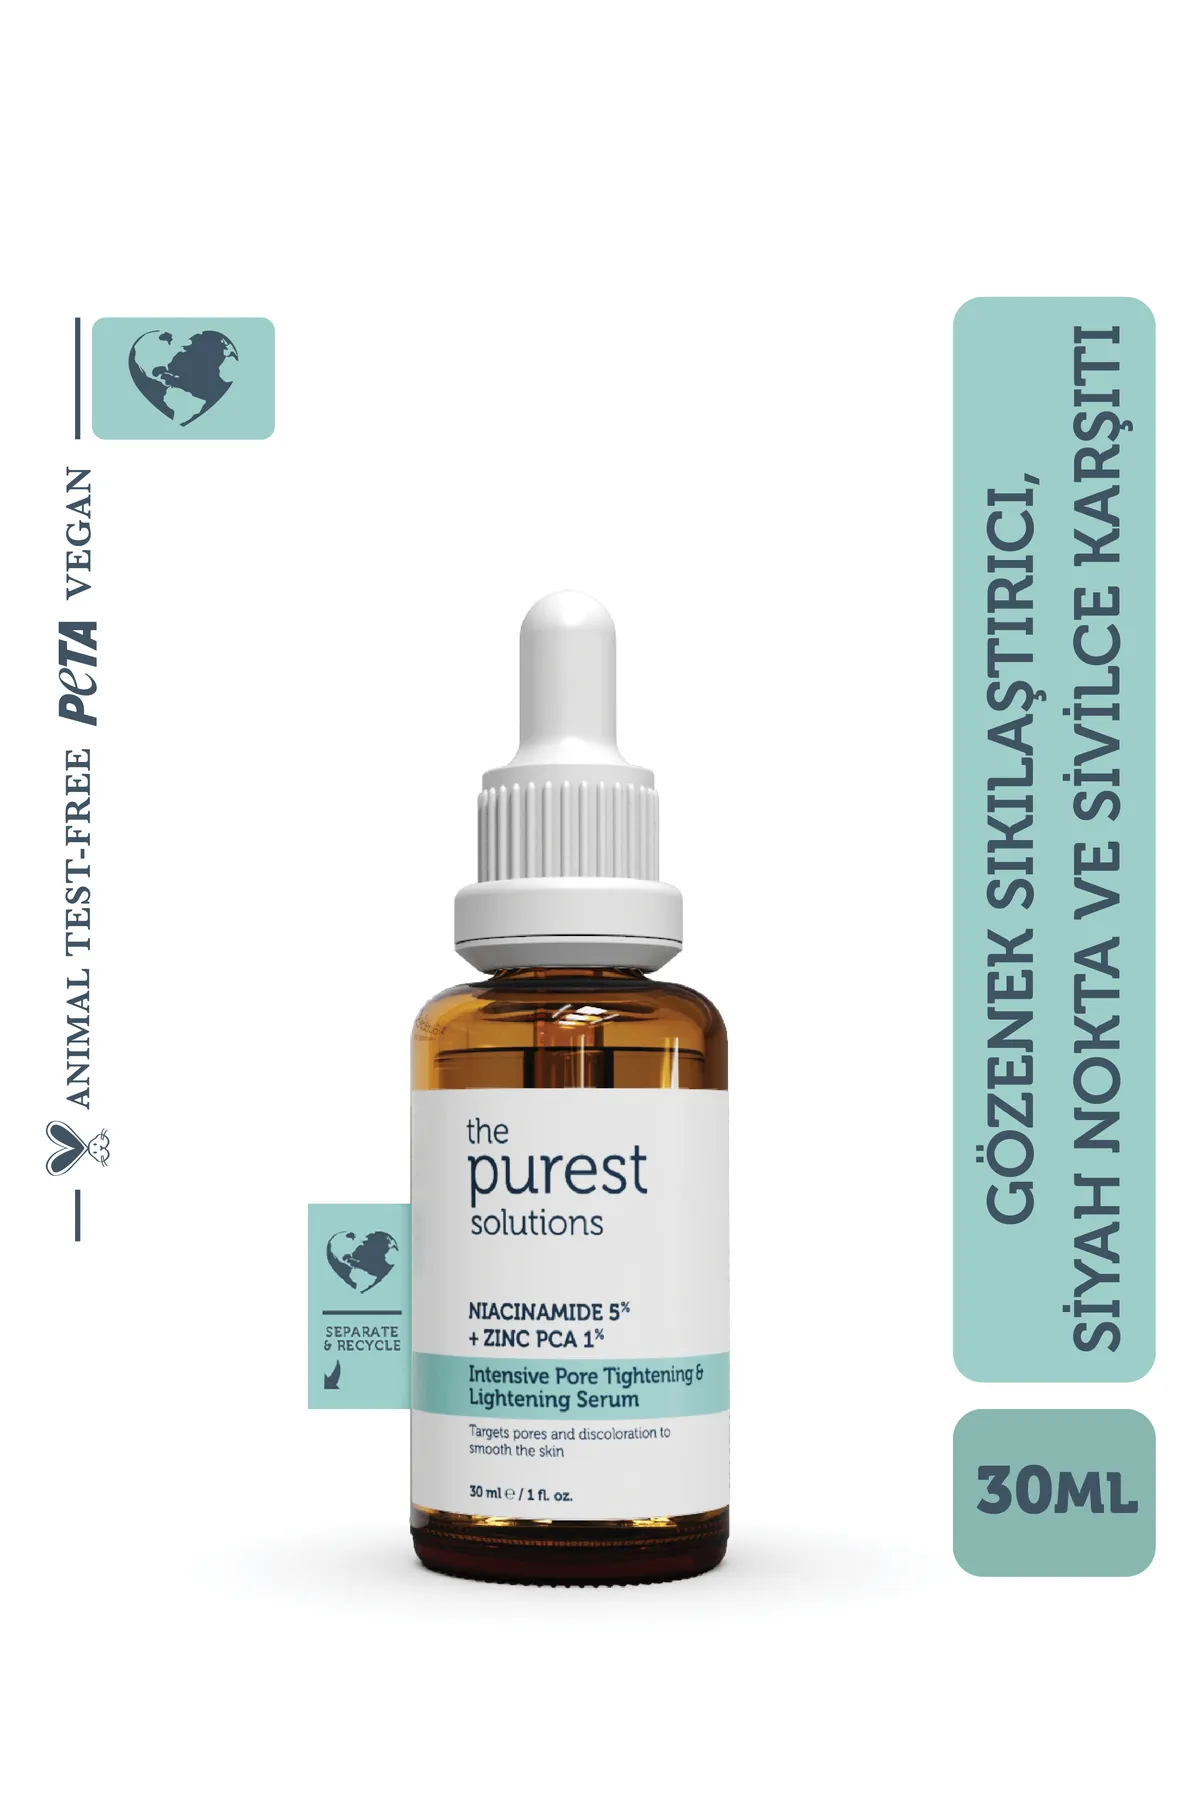 ANIMAL TEST-FREE PETA VEGAN
the
purest
solutions
NIACINAMIDE 5%
+ ZINC PCA 1%
Intensive Pore Tightening &
Lightening Serum
Targets pores and discoloration to
smooth the skin
30 ml ℮ / 1 fl. oz.
SEPARATE
& RECYCLE
GÖZENEK SIKILAŞTIRICI,
SİYAH NOKTA VE SİVİLCE KARŞITI
30ML